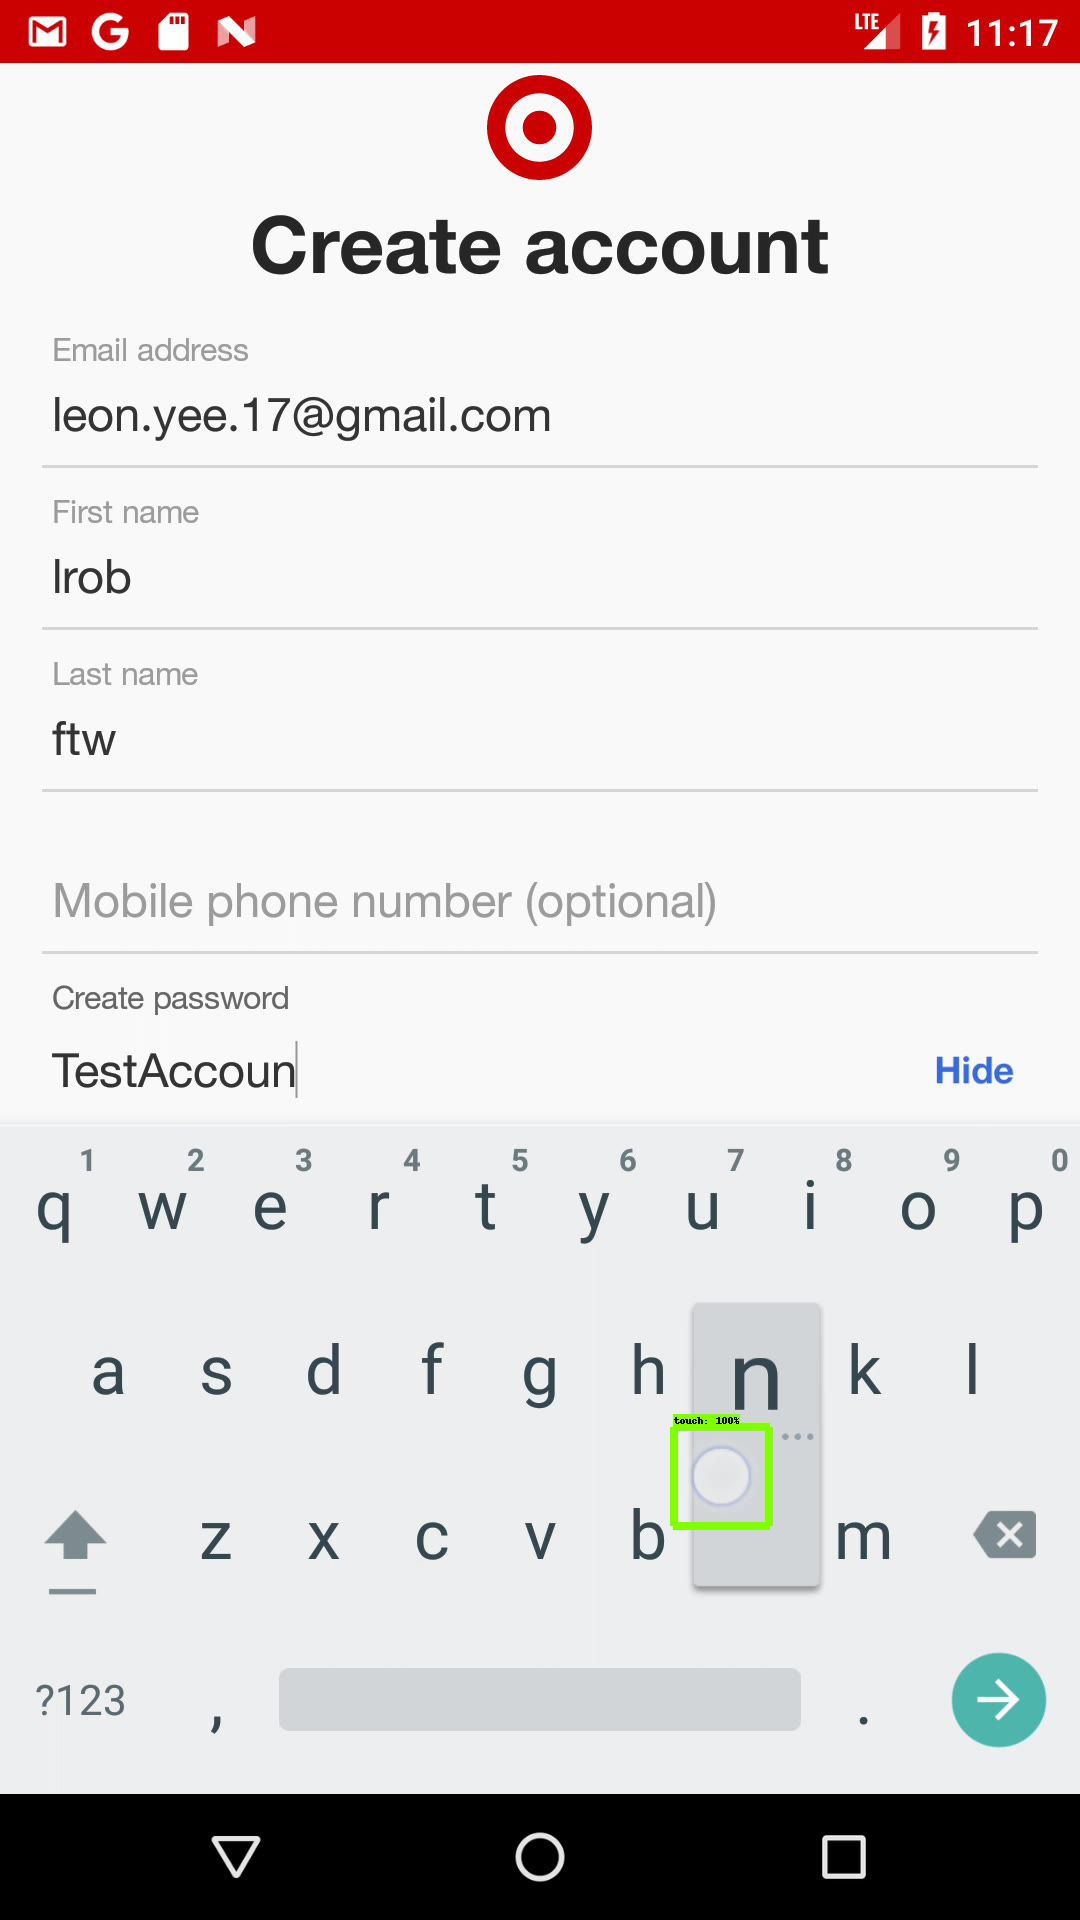 LTE 11:17
Create account
Email address
leon.yee.17@gmail.com
First name
lrob
Last name
ftw
Mobile phone number (optional)
Create password
TestAccoun Hide
1 2 3 4 5 6 7 8 9 0
q w e r t y u i o p
a s d f g h n k l
touch: 100%
z x c v b m
?123 , .